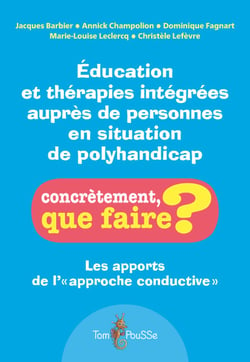 Jacques Barbier • Annick Champolion • Dominique Fagnart
Marie-Louise Leclercq • Christèle Lefèvre
Éducation
et thérapies intégrées
auprès de personnes
en situation
de polyhandicap
concrètement,
que faire?
Les apports
de l'«approche conductive»
Tom PouSSe